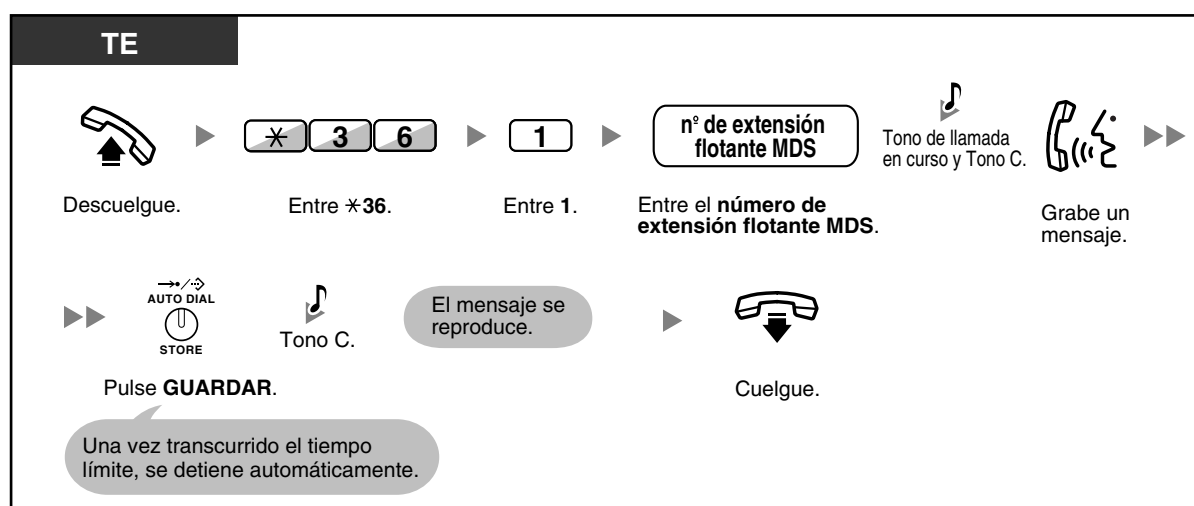 TE
✳ 3 6
1
nº de extensión
flotante MDS
Tono de llamada
en curso y Tono C.
Descuelgue.
Entre ✳36.
Entre 1.
Entre el número de
extensión flotante MDS.
Grabe un
mensaje.
AUTO DIAL
STORE
Tono C.
El mensaje se
reproduce.
Pulse GUARDAR.
Cuelgue.
Una vez transcurrido el tiempo
límite, se detiene automáticamente.